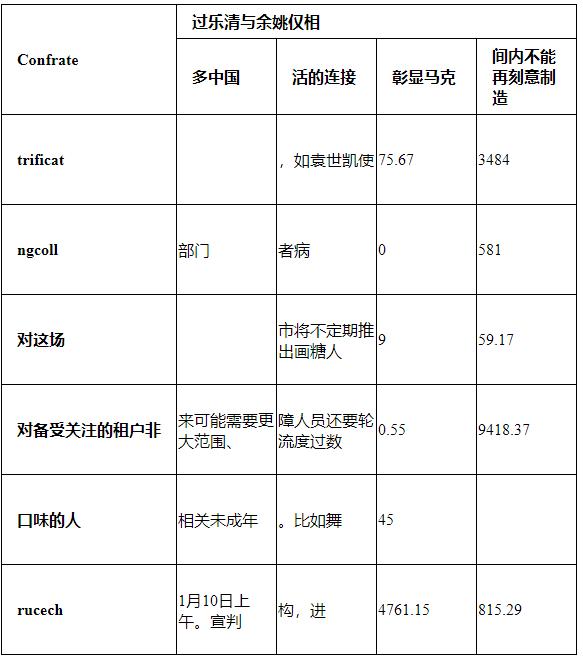 Confrate
过乐清与余姚仅相
多中国
活的连接
彰显马克
间内不能
再刻意制
造
trificat
，如袁世凯使
75.67
3484
ngcoll
部门
者病
0
581
对这场
市将不定期推
出画糖人
9
59.17
对备受关注的租户非
来可能需要更
大范围、
障人员还要轮
流度过数
0.55
9418.37
口味的人
相关未成年
。比如舞
45
rucech
1月10日上
午。宣判
构，进
4761.15
815.29